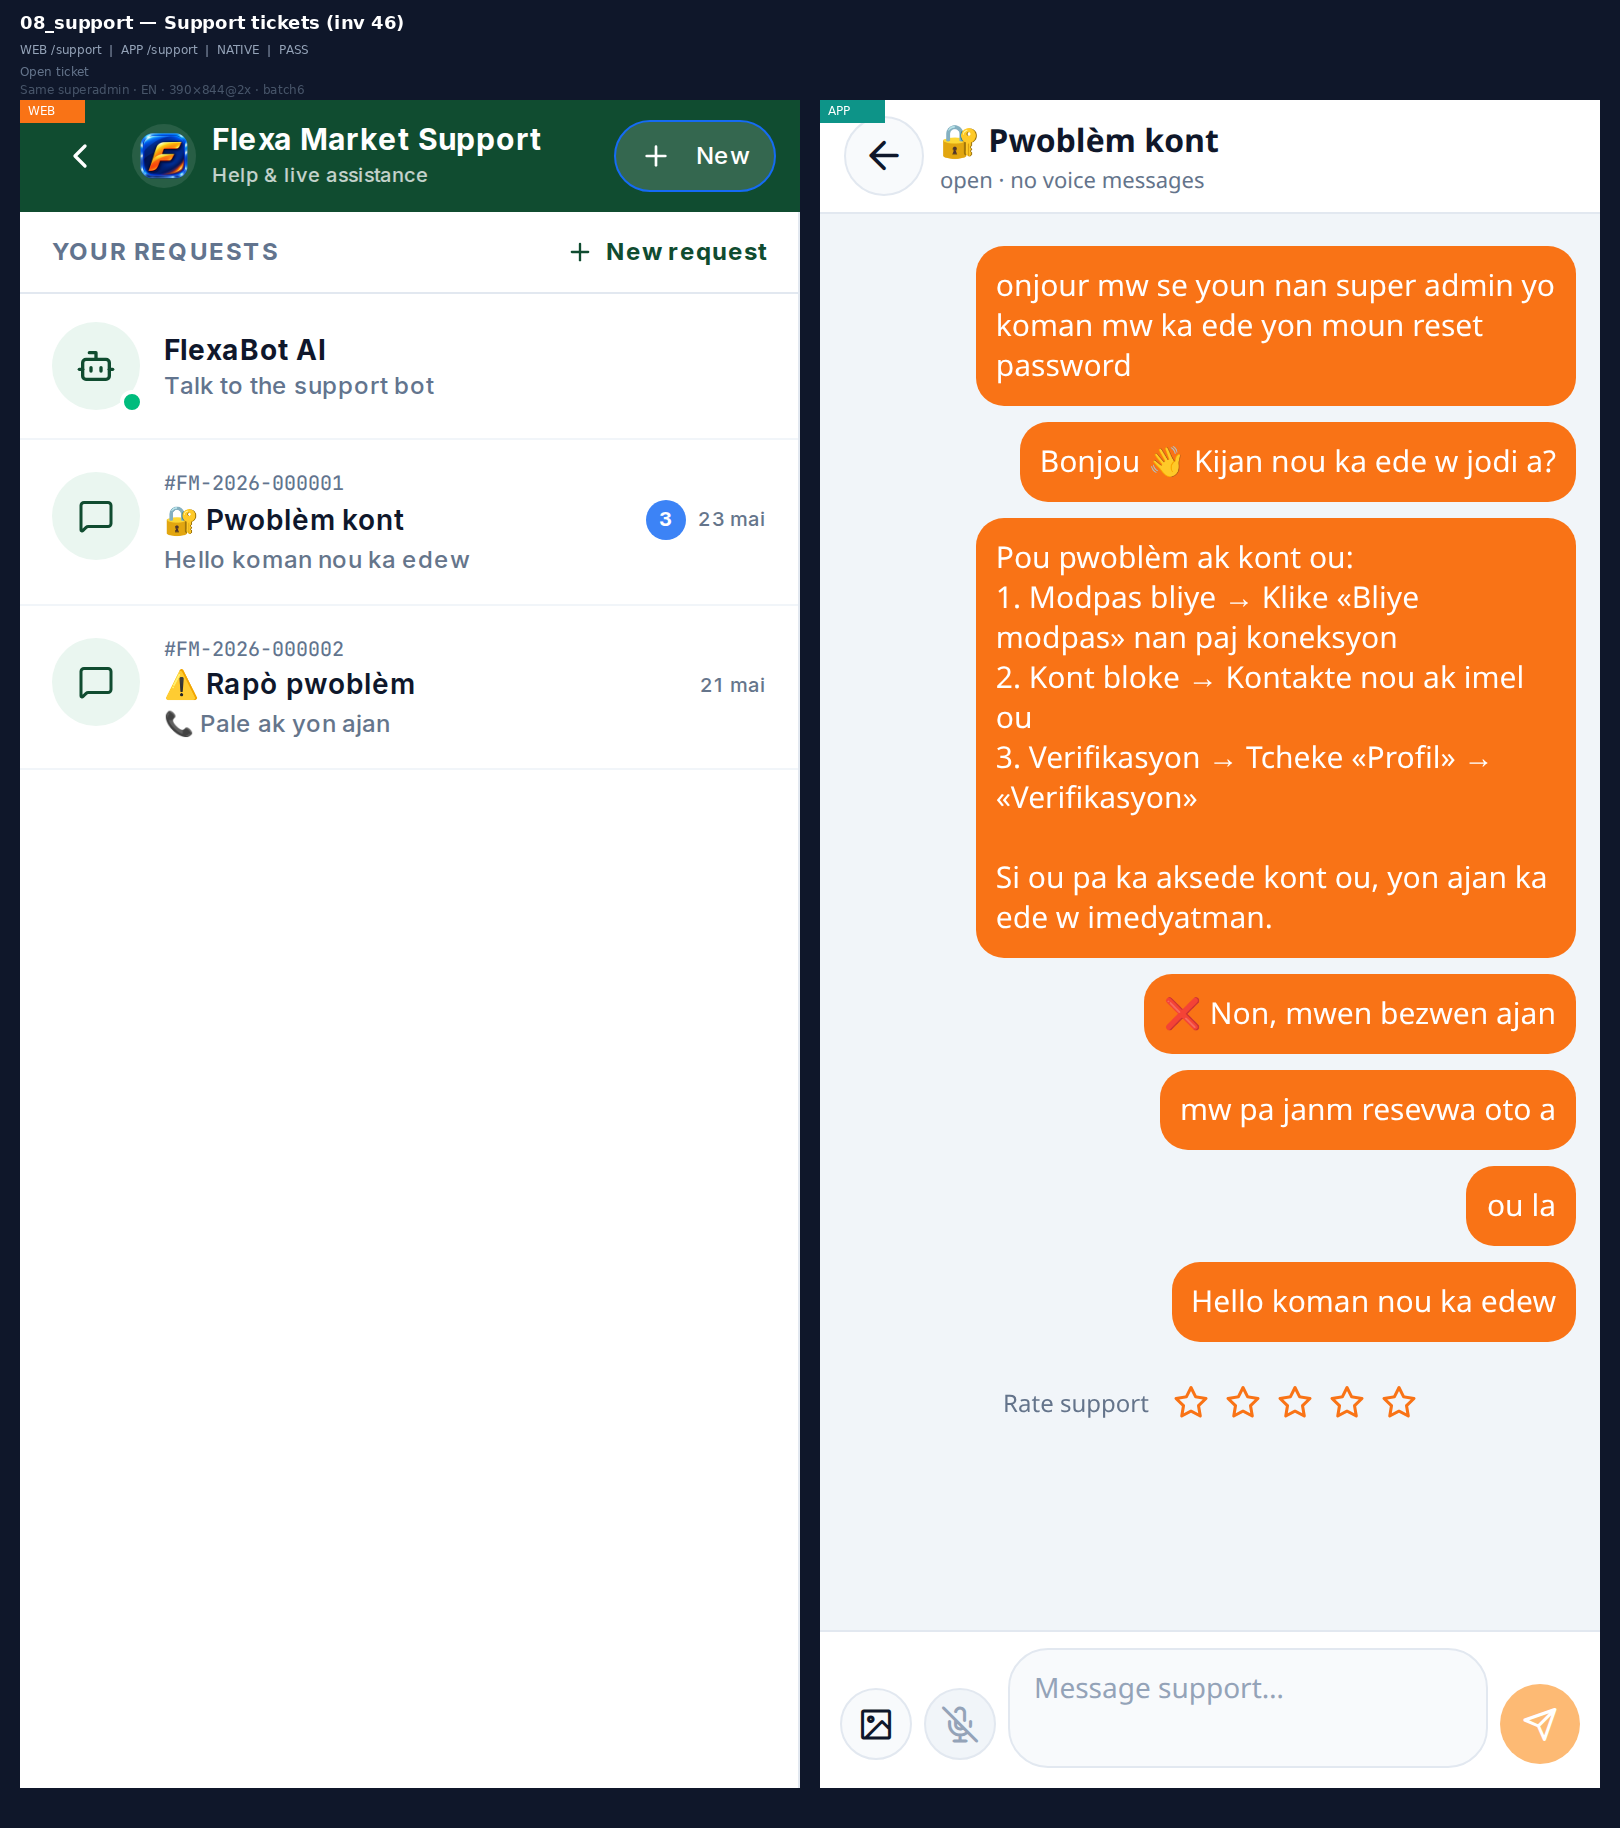 08_support — Support tickets (inv 46)
WEB /support | APP /support | NATIVE | PASS
Open ticket
Same superadmin · EN · 390×844@2x · batch6
WEB
Flexa Market Support
Help & live assistance
+ New
YOUR REQUESTS
+ New request
FlexaBot AI
Talk to the support bot
#FM-2026-000001
🔐 Pwoblèm kont
3
23 mai
Hello koman nou ka edew
#FM-2026-000002
⚠️ Rapò pwoblèm
21 mai
📞 Pale ak yon ajan
APP
🔐 Pwoblèm kont
open · no voice messages
onjour mw se youn nan super admin yo
koman mw ka ede yon moun reset
password
Bonjou 👋 Kijan nou ka ede w jodi a?
Pou pwoblèm ak kont ou:
1. Modpas bliye → Klike «Bliye
modpas» nan paj koneksyon
2. Kont bloke → Kontakte nou ak imel
ou
3. Verifikasyon → Tcheke «Profil» →
«Verifikasyon»
Si ou pa ka aksede kont ou, yon ajan ka
ede w imedyatman.
❌ Non, mwen bezwen ajan
mw pa janm resevwa oto a
ou la
Hello koman nou ka edew
Rate support
Message support...